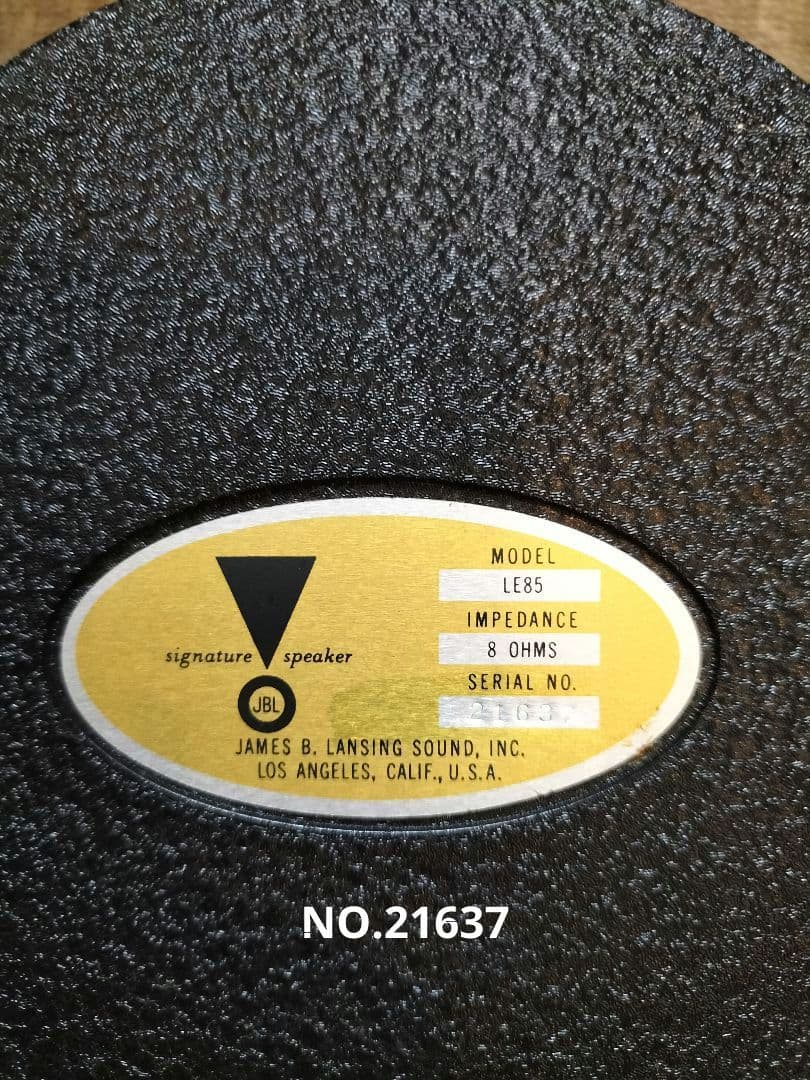 MODEL
LE85
IMPEDANCE
8 OHMS
signature speaker
SERIAL NO.
21637
JBL
JAMES B. LANSING SOUND, INC.
LOS ANGELES, CALIF., U.S.A.
NO.21637